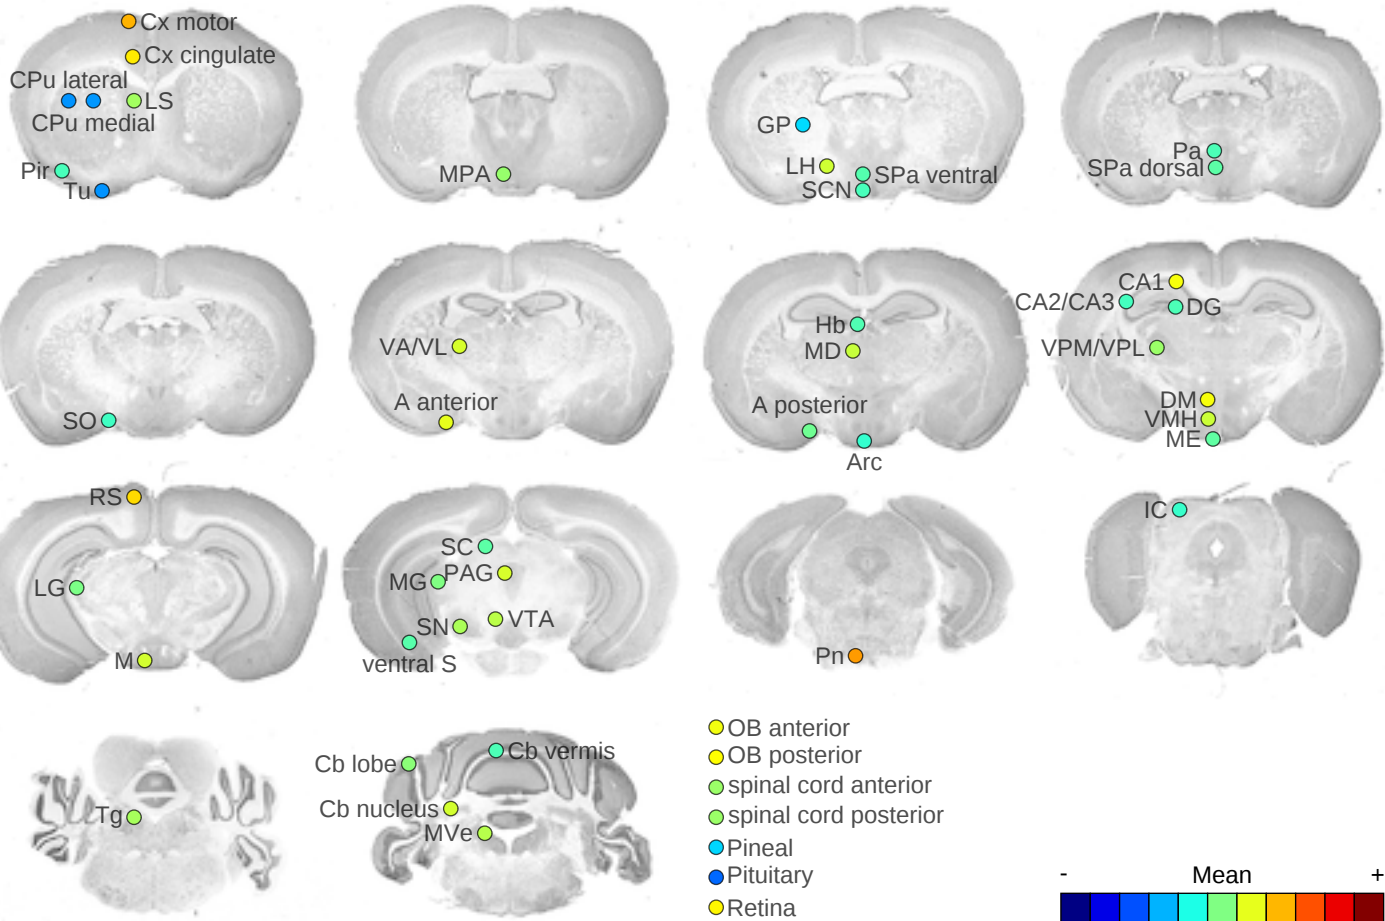 Cx motor
Cx cingulate
CPu lateral
LS
CPu medial
Pir
Tu
MPA
GP
LH
SPa ventral
SCN
Pa
SPa dorsal
SO
VA/VL
A anterior
Hb
MD
A posterior
Arc
CA1
CA2/CA3
DG
VPM/VPL
DM
VMH
ME
RS
LG
M
SC
PAG
MG
VTA
SN
ventral S
Pn
IC
Tg
Cb vermis
Cb lobe
Cb nucleus
MVe
OB anterior
OB posterior
spinal cord anterior
spinal cord posterior
Pineal
Pituitary
Retina
- Mean +